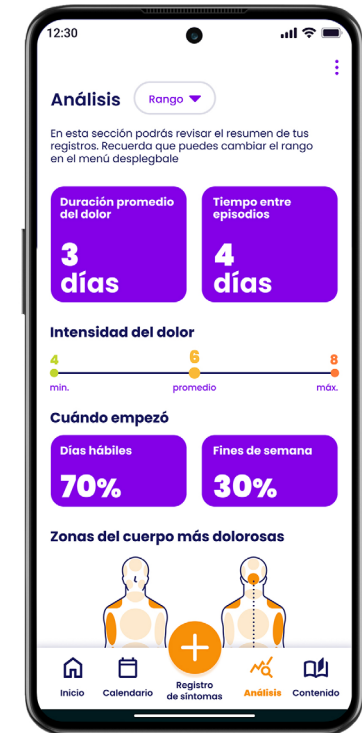 12:30
Análisis
Rango
En esta sección podrás revisar el resumen de tus
registros. Recuerda que puedes cambiar el rango
en el menú desplegbale
Duración promedio
del dolor
3
días
Tiempo entre
episodios
4
días
Intensidad del dolor
4
6
8
min.
promedio
máx.
Cuándo empezó
Días hábiles
70%
Fines de semana
30%
Zonas del cuerpo más dolorosas
Inicio
Calendario
Registro
de síntomas
Análisis
Contenido